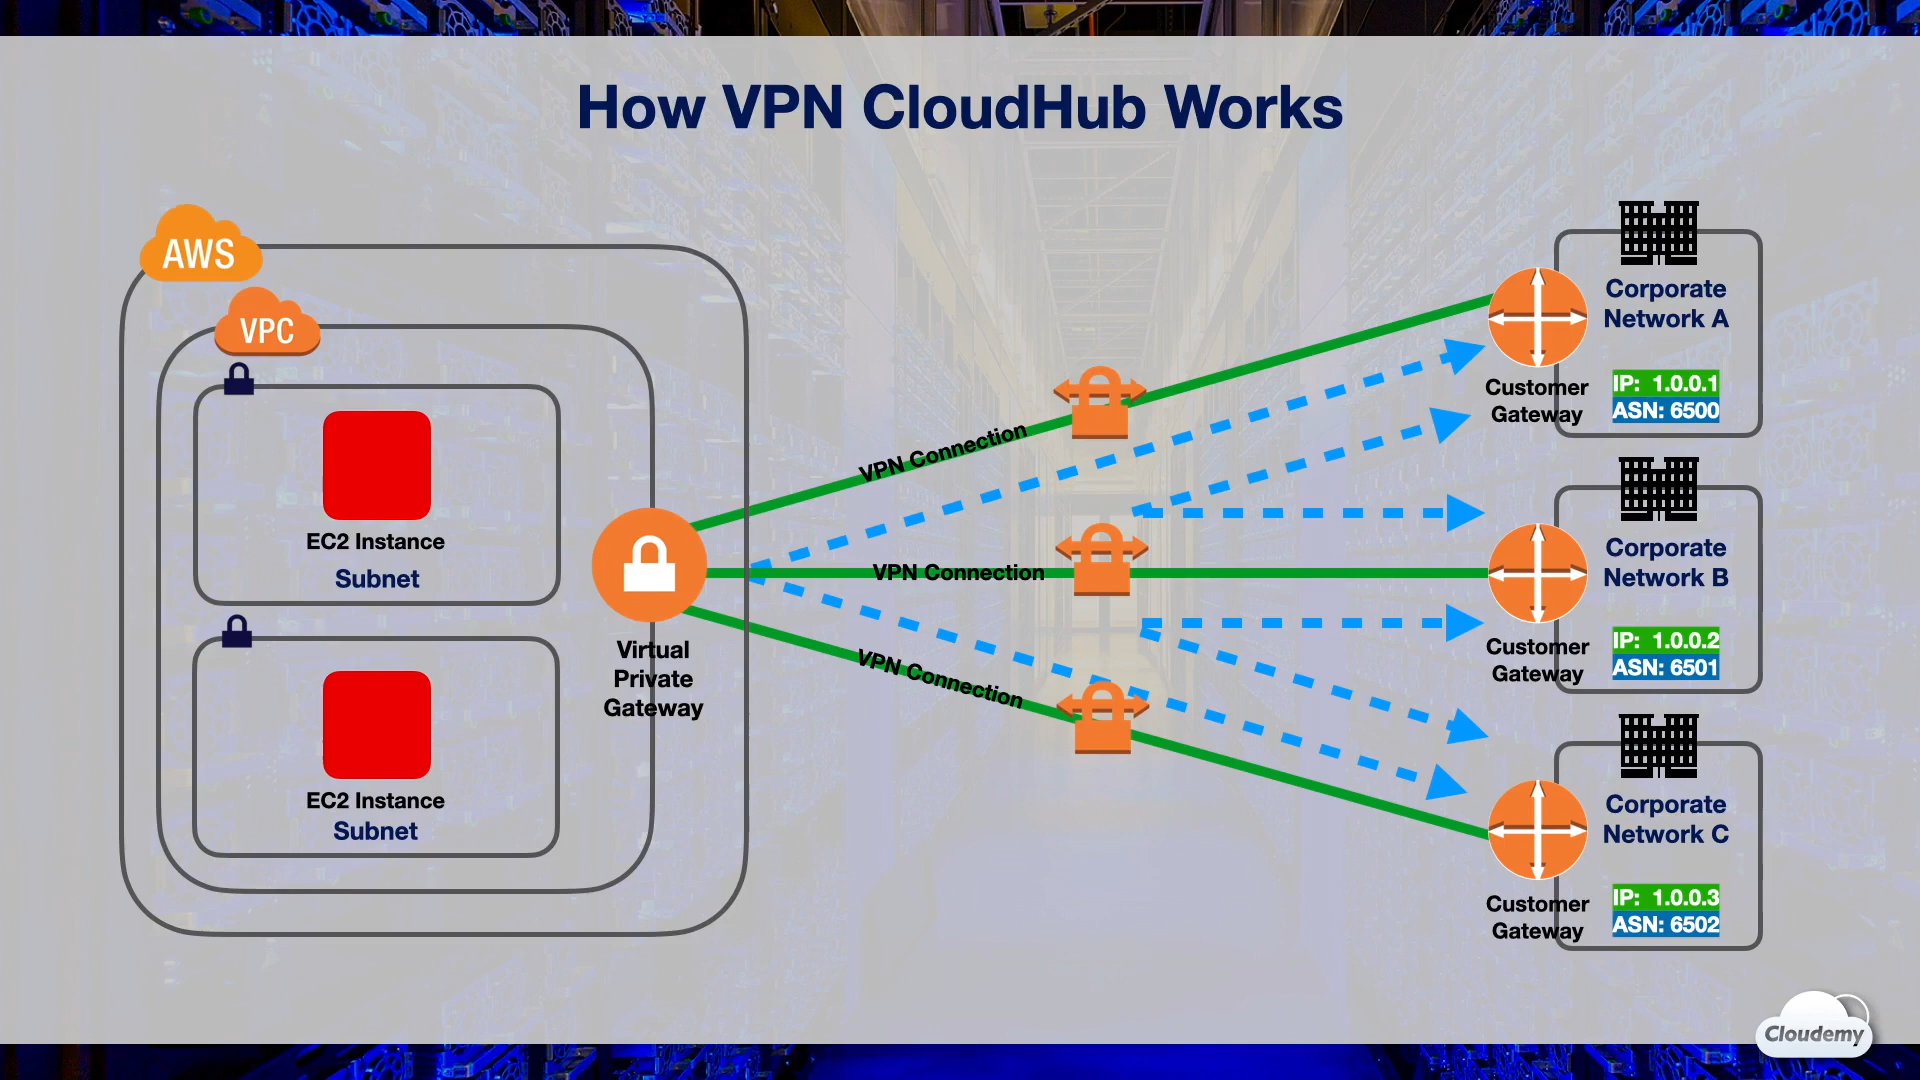 How VPN CloudHub Works
AWS
VPC
EC2 Instance
Subnet
EC2 Instance
Subnet
Virtual
Private
Gateway
VPN Connection
VPN Connection
VPN Connection
Corporate
Network A
Customer
Gateway
IP: 1.0.0.1
ASN: 6500
Corporate
Network B
Customer
Gateway
IP: 1.0.0.2
ASN: 6501
Corporate
Network C
Customer
Gateway
IP: 1.0.0.3
ASN: 6502
Cloudemy